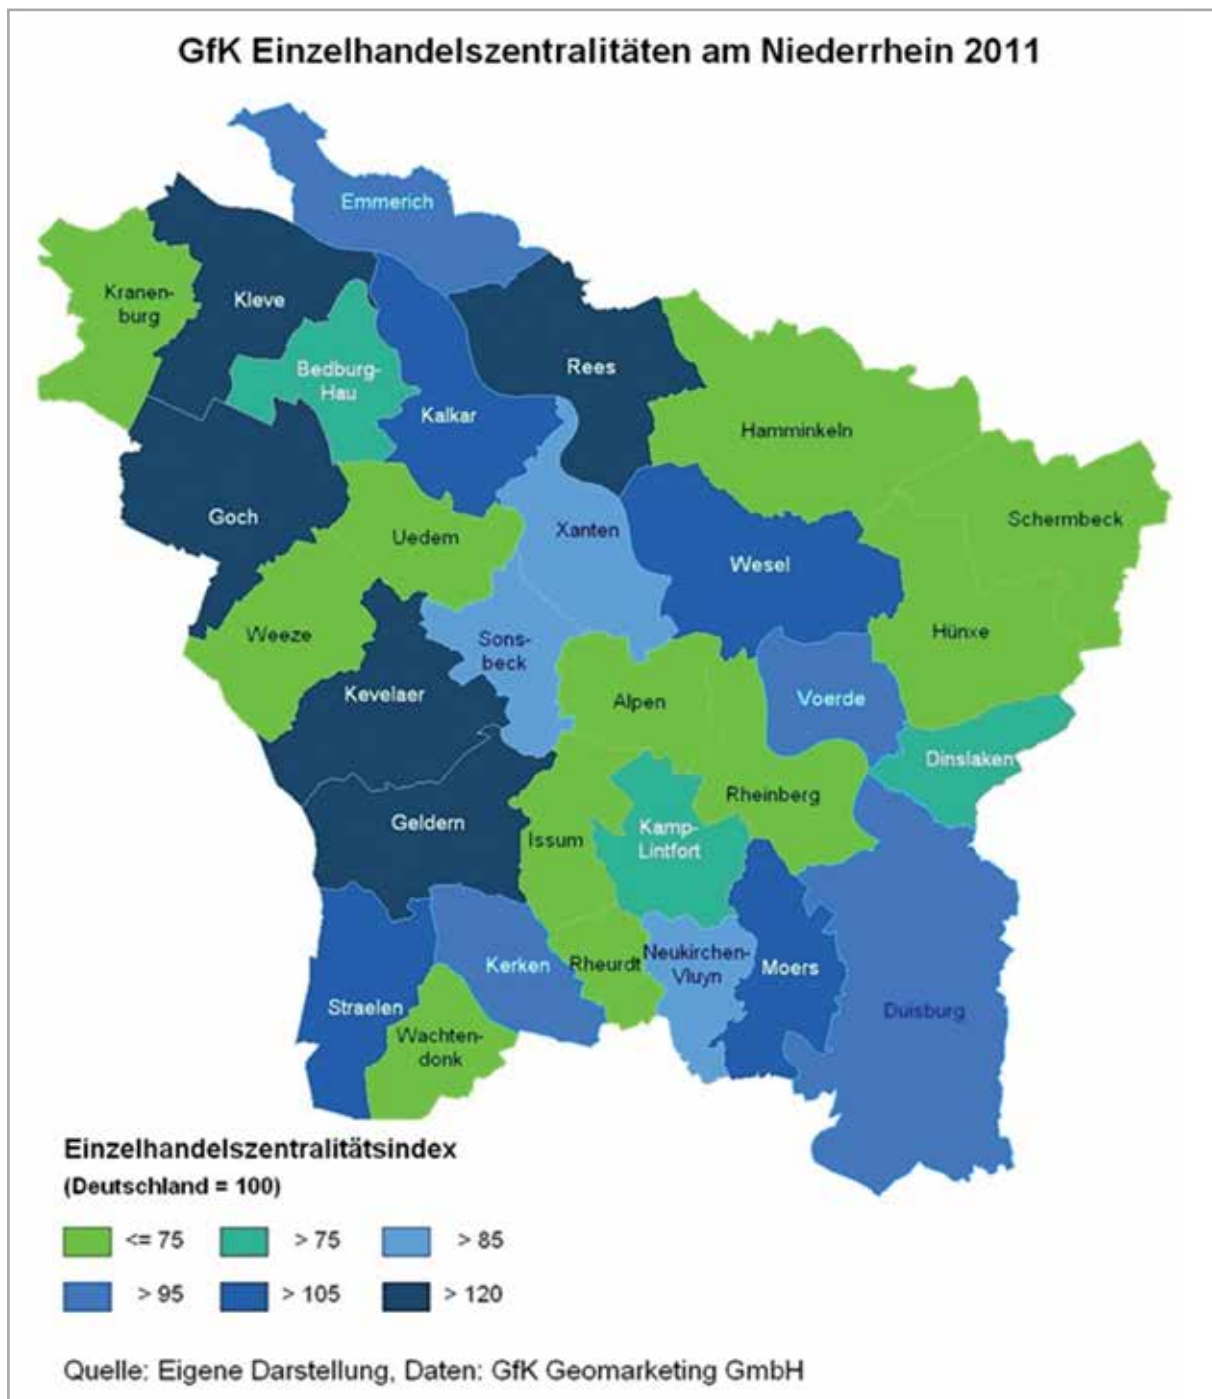 GfK Einzelhandelszentralitäten am Niederrhein 2011
Emmerich
Kranen-
burg
Kleve
Bedburg-
Hau
Kalkar
Rees
Hamminkeln
Goch
Uedem
Xanten
Wesel
Schermbeck
Weeze
Sons-
beck
Hünxe
Kevelaer
Alpen
Voerde
Dinslaken
Geldern
Issum
Kamp-
Lintfort
Rheinberg
Straelen
Kerken
Rheurdt
Neukirchen-
Vluyn
Moers
Duisburg
Wachten-
donk
Einzelhandelszentralitätsindex
(Deutschland = 100)
<= 75 > 75 > 85
> 95 > 105 > 120
Quelle: Eigene Darstellung, Daten: GfK Geomarketing GmbH